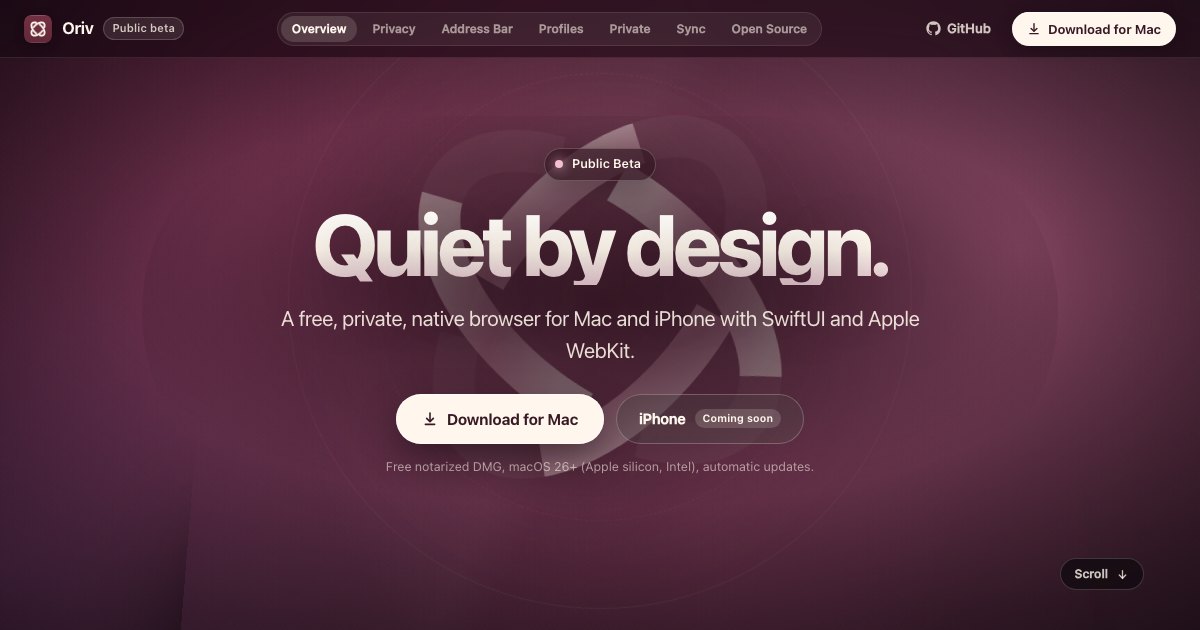 Oriv
Public beta
Overview
Privacy
Address Bar
Profiles
Private
Sync
Open Source
GitHub
Download for Mac
Public Beta
Quiet by design.
A free, private, native browser for Mac and iPhone with SwiftUI and Apple
WebKit.
Download for Mac
iPhone
Coming soon
Free notarized DMG, macOS 26+ (Apple silicon, Intel), automatic updates.
Scroll ↓